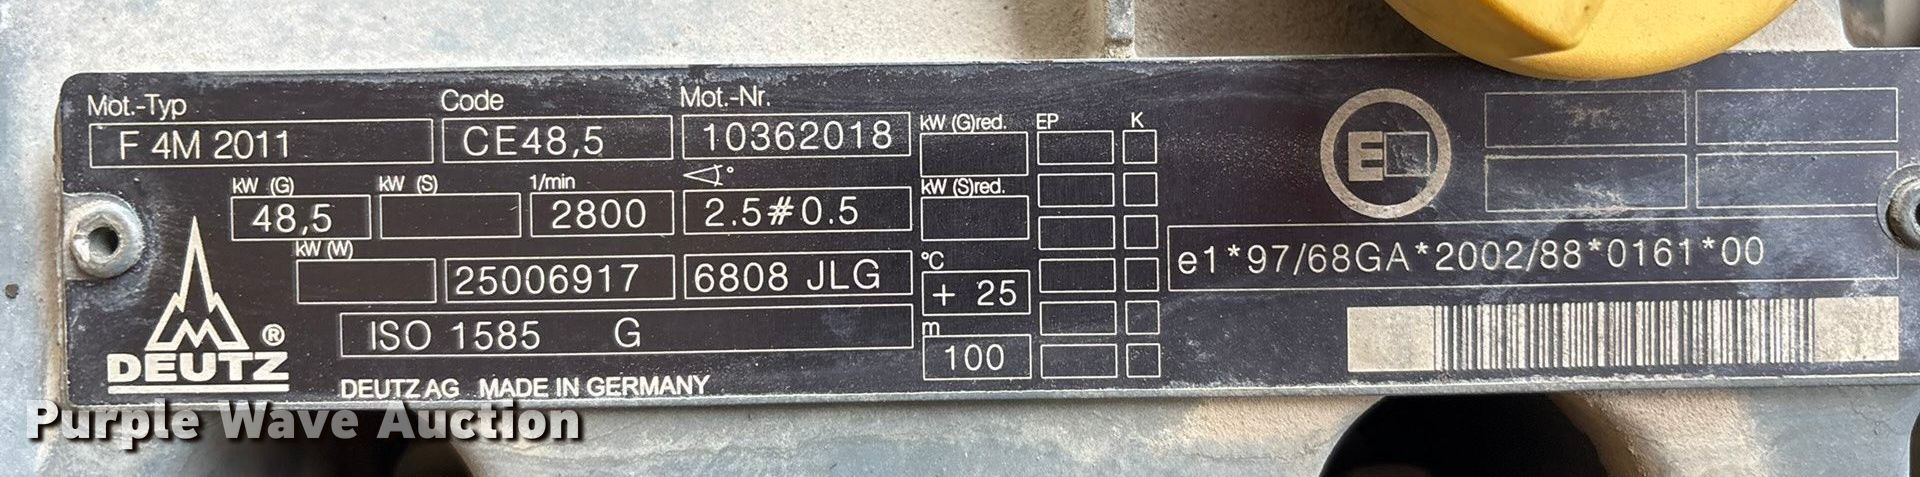 Mot.-Typ Code Mot.-Nr.
F 4M 2011 CE48,5 10362018 kW (G)red. EP K
kW (G) kW (S) 1/min ° kW (S)red.
48,5 2800 2.5#0.5
kW (W) °C
25006917 6808 JLG + 25
ISO 1585 G m
100
DEUTZ®
DEUTZ AG MADE IN GERMANY
E
e1*97/68GA*2002/88*0161*00
Purple Wave Auction